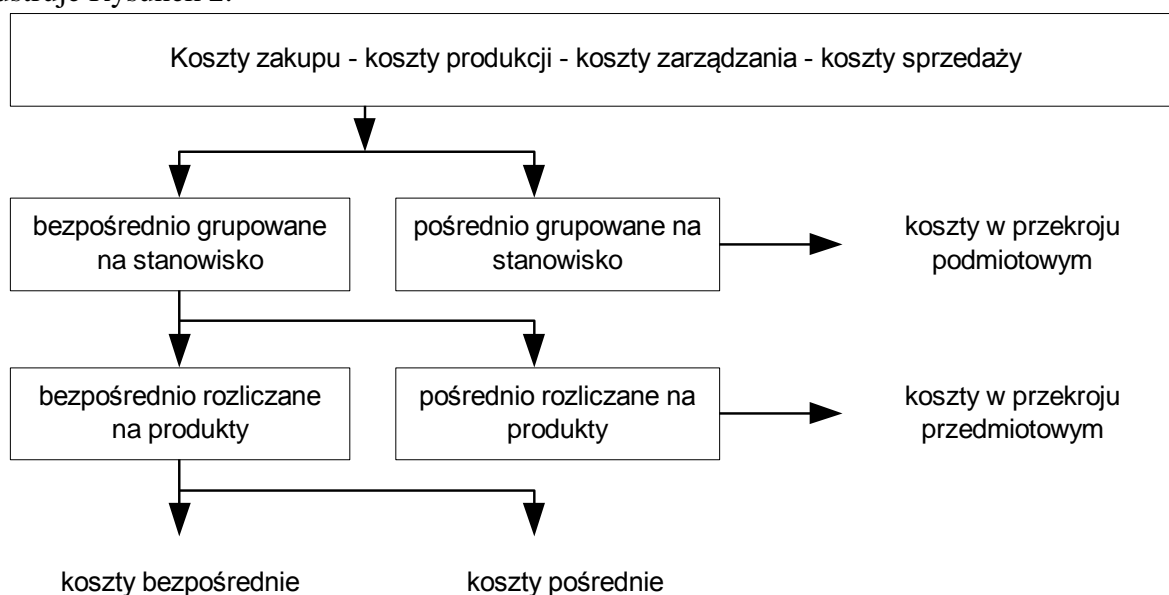 Koszty zakupu - koszty produkcji - koszty zarządzania - koszty sprzedaży
bezpośrednio grupowane
na stanowisko
pośrednio grupowane na
stanowisko
koszty w przekroju
podmiotowym
bezpośrednio rozliczane
na produkty
pośrednio rozliczane na
produkty
koszty w przekroju
przedmiotowym
koszty bezpośrednie
koszty pośrednie